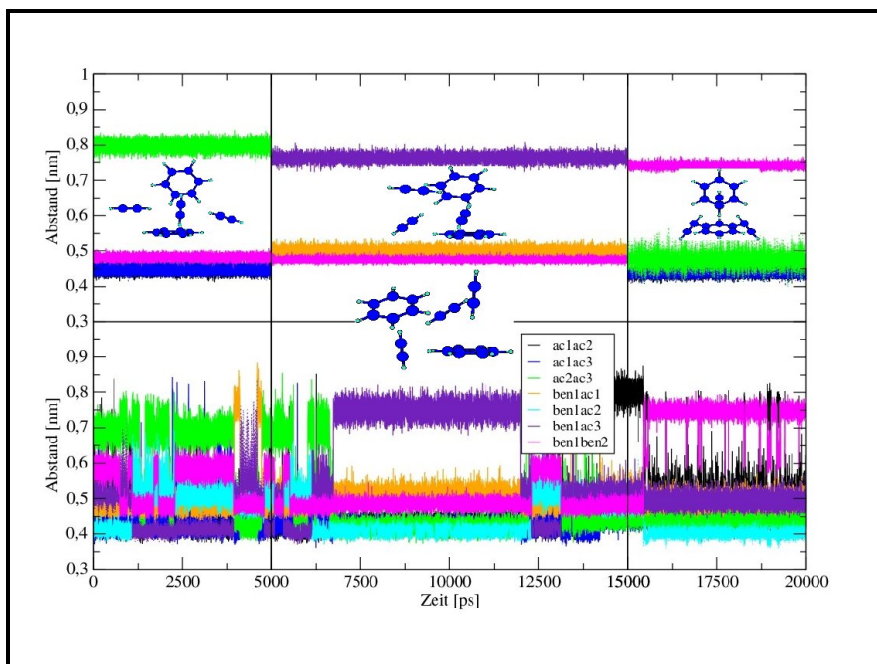 1
0,9
0,8
0,7
0,6
0,5
0,4
0,3
Abstand [nm]
ac1ac2
ac1ac3
ac2ac3
ben1ac1
ben1ac2
ben1ac3
ben1ben2
0,9
0,8
0,7
0,6
0,5
0,4
0,3
Abstand [nm]
0 2500 5000 7500 10000 12500 15000 17500 20000
Zeit [ps]